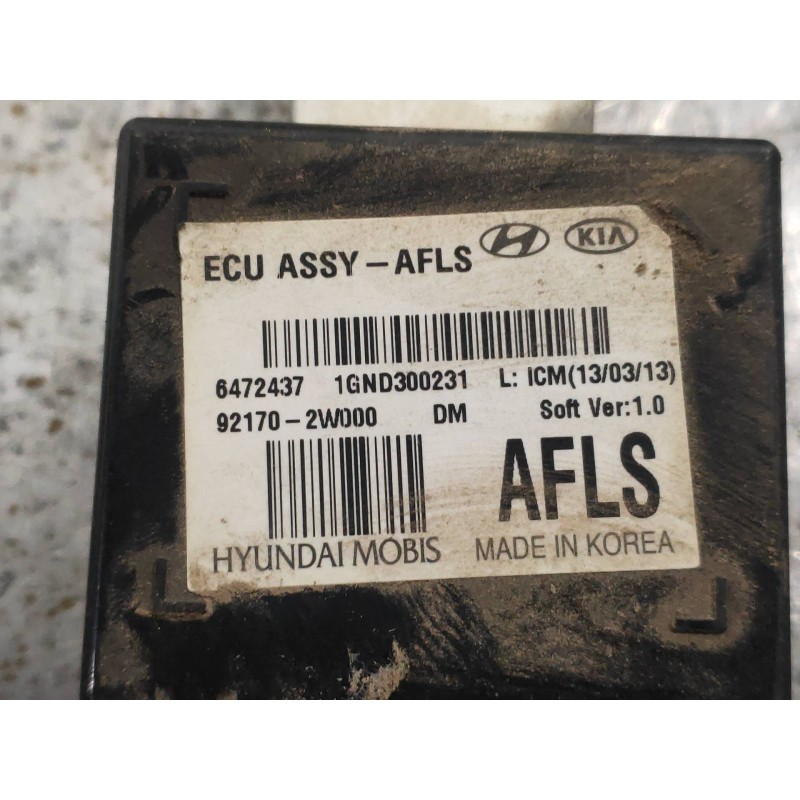 ECU ASSY-AFLS KIA
6472437 1GND300231 L: ICM(13/03/13)
92170-2W000 DM Soft Ver:1.0
AFLS
HYUNDAI MOBIS MADE IN KOREA